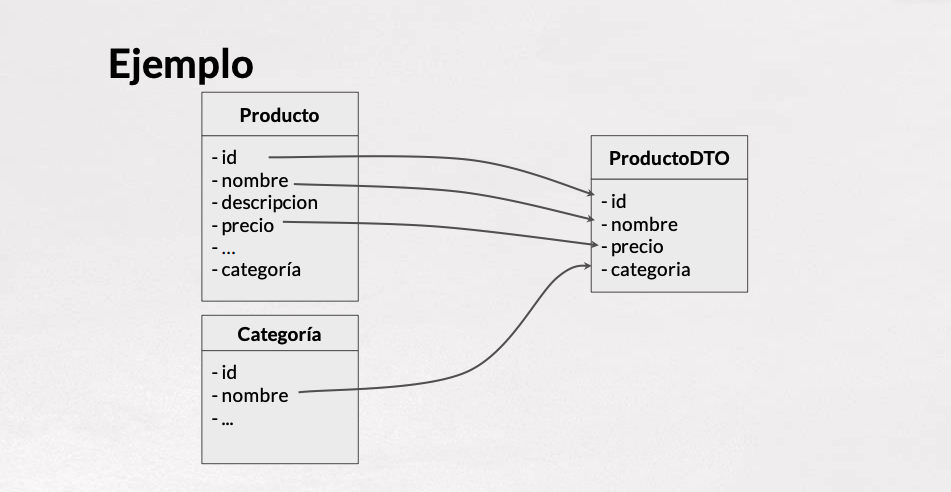 Ejemplo
Producto
- id
- nombre
- descripcion
- precio
- ...
- categoría
Categoría
- id
- nombre
- ...
ProductoDTO
- id
- nombre
- precio
- categoria